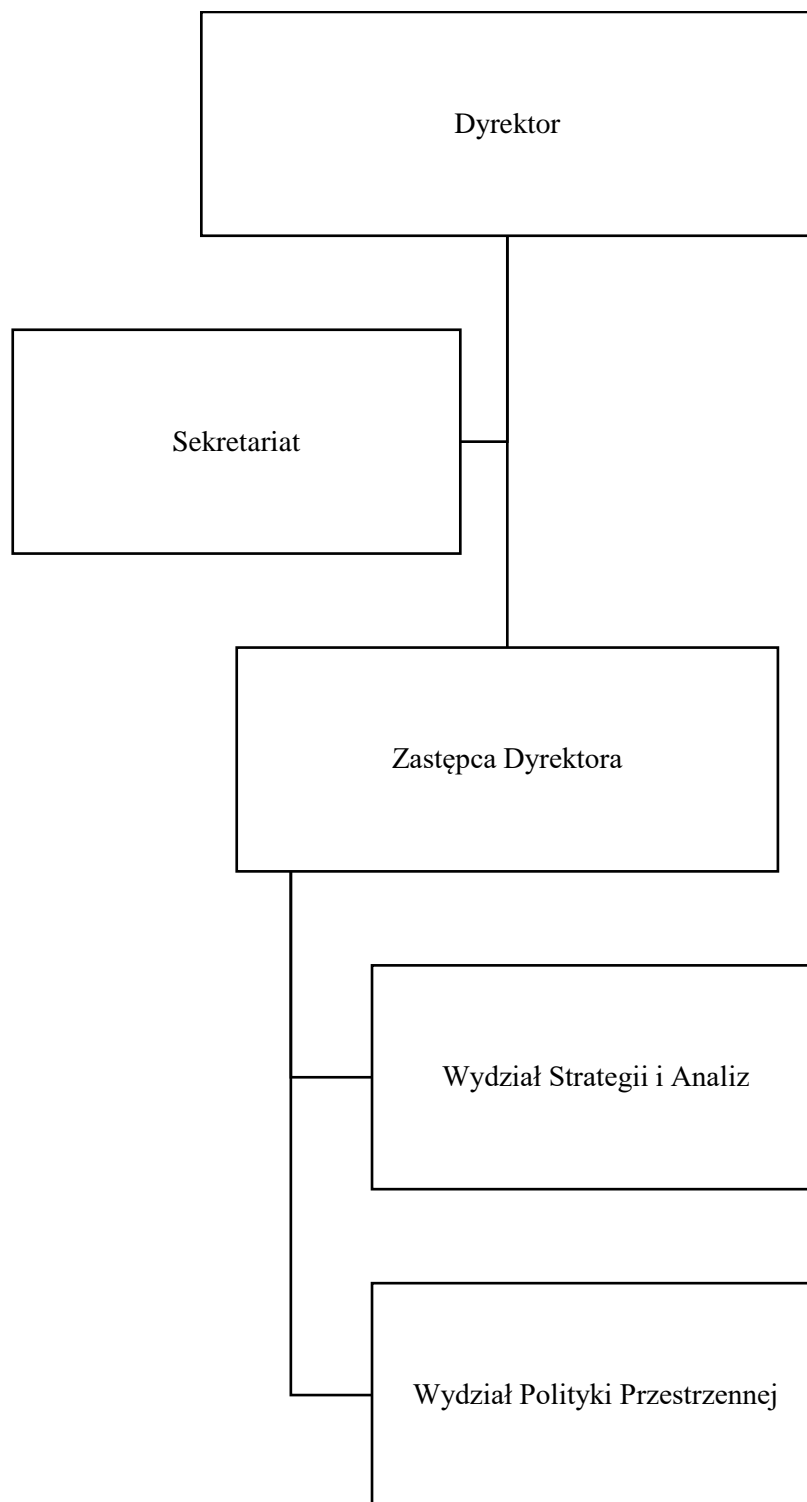 Dyrektor
Sekretariat
Zastępca Dyrektora
Wydział Strategii i Analiz
Wydział Polityki Przestrzennej